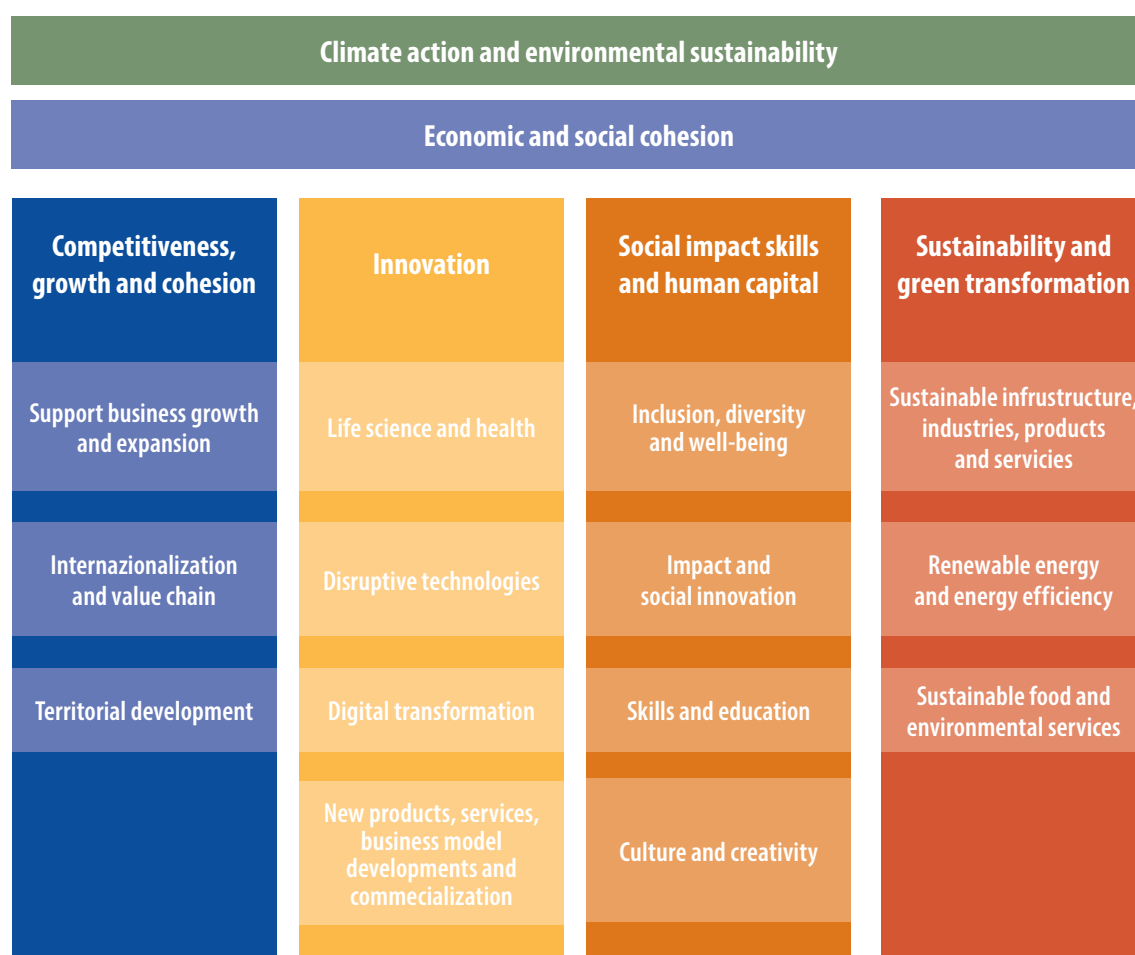 Climate action and environmental sustainability
Economic and social cohesion
Competitiveness,
growth and cohesion
Support business growth
and expansion
Internazionalization
and value chain
Territorial development
Innovation
Life science and health
Disruptive technologies
Digital transformation
New products, services,
business model
developments and
commecialization
Social impact skills
and human capital
Inclusion, diversity
and well-being
Impact and
social innovation
Skills and education
Culture and creativity
Sustainability and
green transformation
Sustainable infrustructure,
industries, products
and servicies
Renewable energy
and energy efficiency
Sustainable food and
environmental services